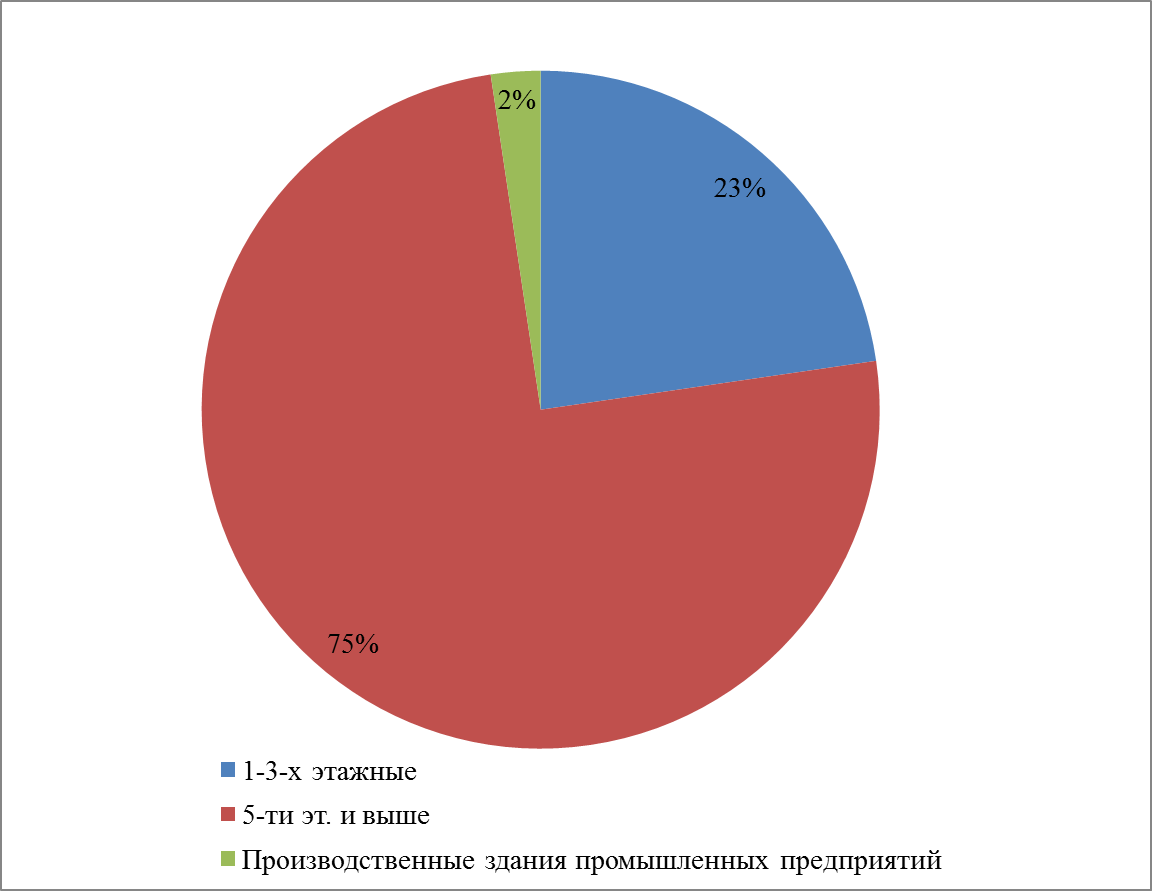 2%
23%
75%
1-3-х этажные
5-ти эт. и выше
Производственные здания промышленных предприятий